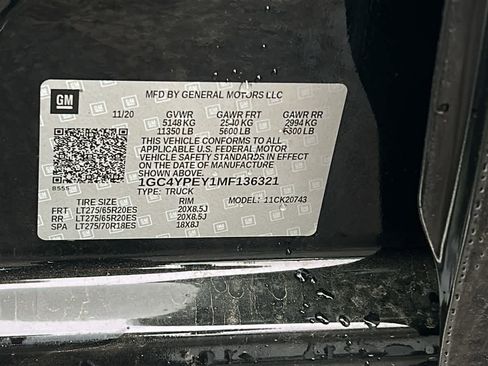 GM
MFD BY GENERAL MOTORS LLC
11/20 GVWR GAWR FRT GAWR RR
5148 KG 2540 KG 2994 KG
11350 LB 5600 LB 6600 LB
THIS VEHICLE CONFORMS TO ALL
APPLICABLE U.S. FEDERAL MOTOR
VEHICLE SAFETY STANDARDS IN EFFECT
ON THE DATE OF MANUFACTURE
SHOWN ABOVE.
1GC4YPEY1MF136321
TYPE: TRUCK
TIRE SIZE RIM MODEL: 11CK20743
FRT LT275/65R20ES 20X8.5J
RR LT275/65R20ES 20X8.5J
SPA LT275/70R18ES 18X8J